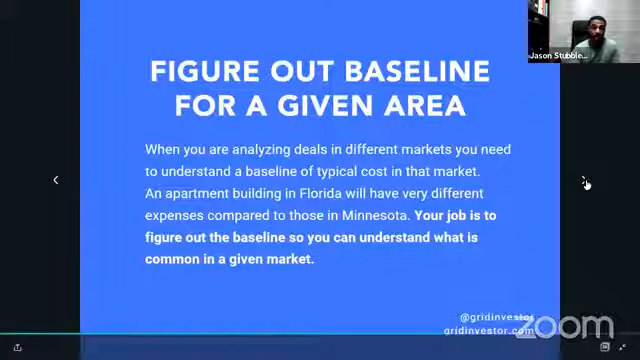 Jason Stubble...
FIGURE OUT BASELINE
FOR A GIVEN AREA
When you are analyzing deals in different markets you need
to understand a baseline of typical cost in that market.
An apartment building in Florida will have very different
expenses compared to those in Minnesota. Your job is to
figure out the baseline so you can understand what is
common in a given market.
@gridinvestor
gridinvestor.com
zoom